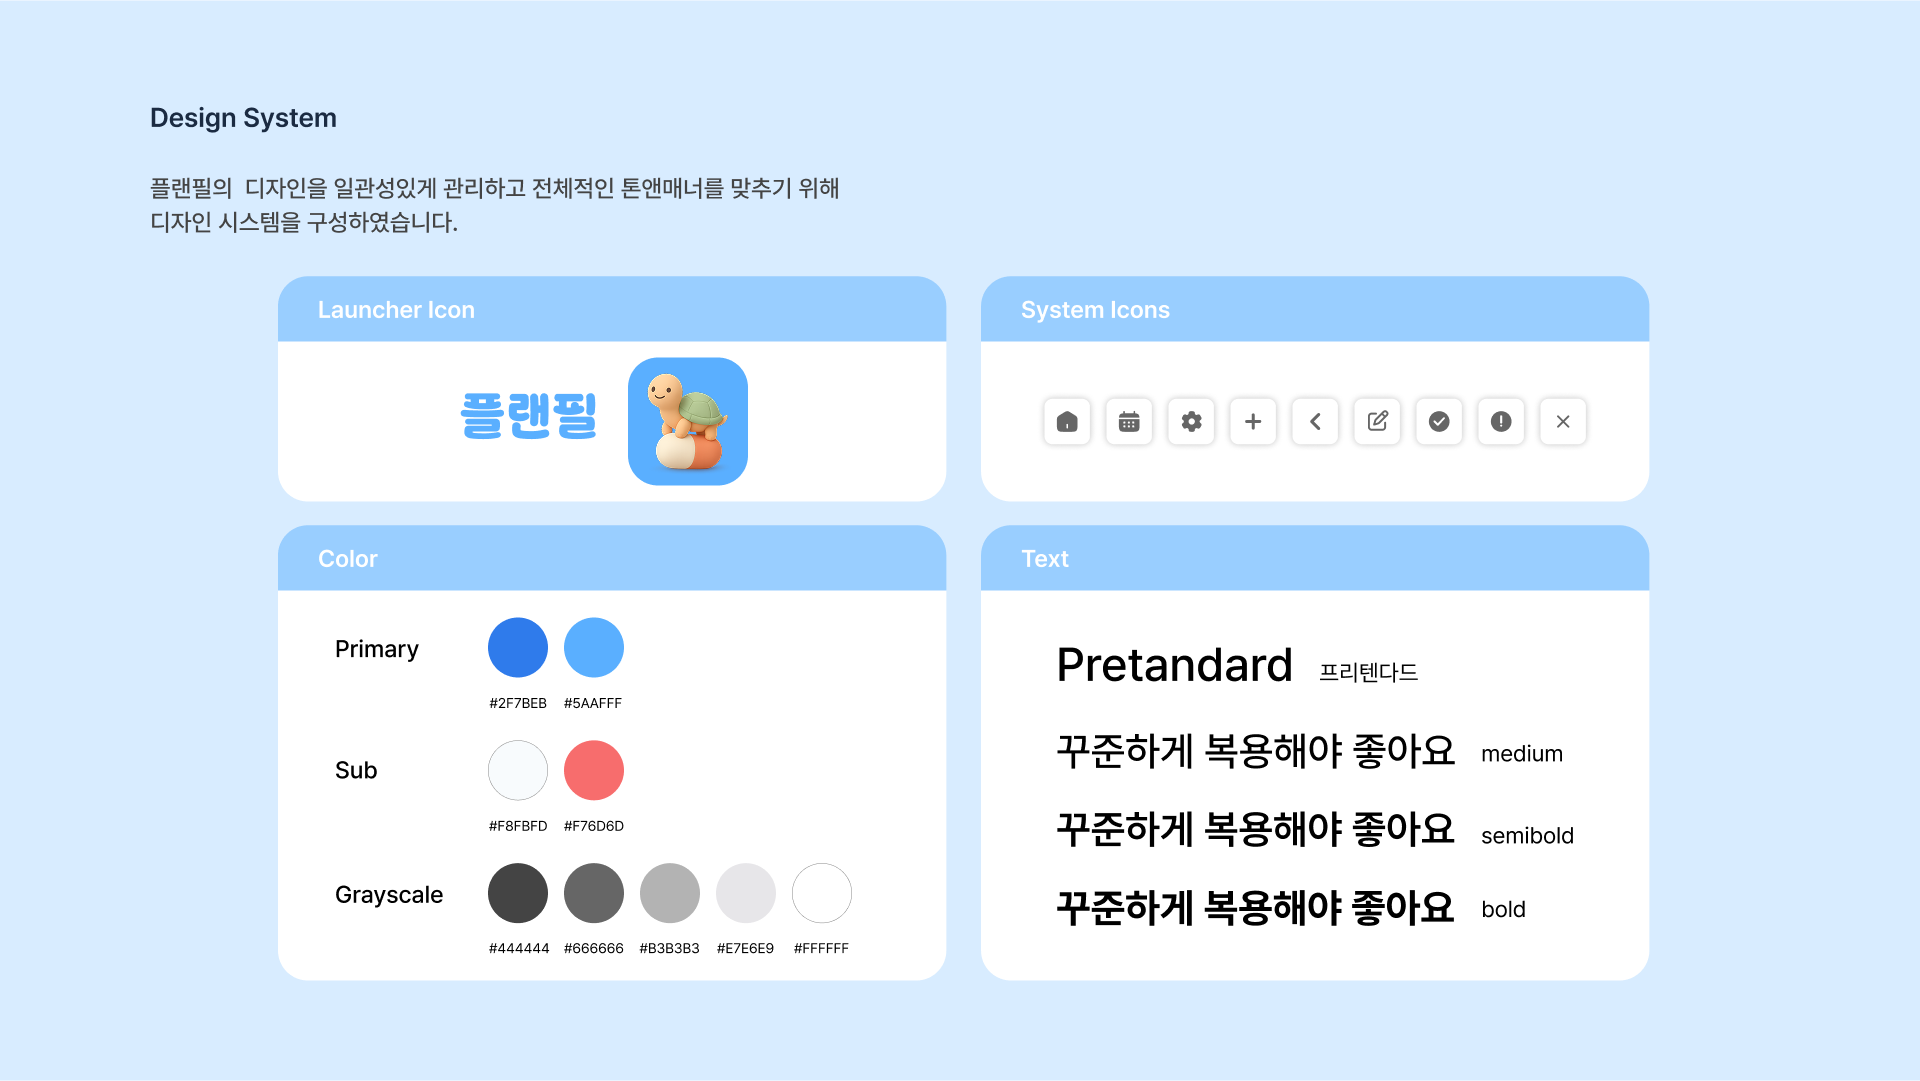 Design System
플랜필의  디자인을 일관성있게 관리하고 전체적인 톤앤매너를 맞추기 위해
디자인 시스템을 구성하였습니다.
Launcher Icon
플랜필
System Icons
Color
Primary
#2F7BEB #5AAFFF
Sub
#F8FBFD #F76D6D
Grayscale
#444444 #666666 #B3B3B3 #E7E6E9 #FFFFFF
Text
Pretandard 프리텐다드
꾸준하게 복용해야 좋아요 medium
꾸준하게 복용해야 좋아요 semibold
꾸준하게 복용해야 좋아요 bold